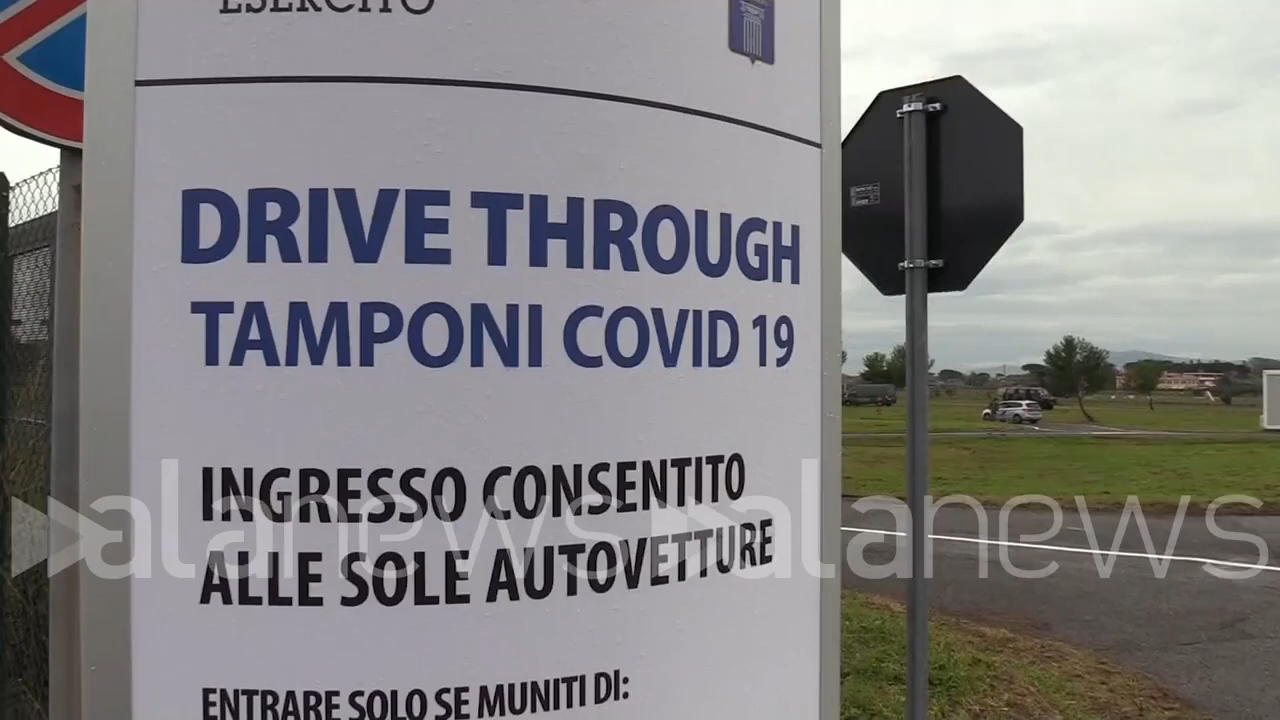 ESERCITO
DRIVE THROUGH
TAMPONI COVID 19
INGRESSO CONSENTITO
ALLE SOLE AUTOVETTURE
ENTRARE SOLO SE MUNITI DI:
alanews alanews